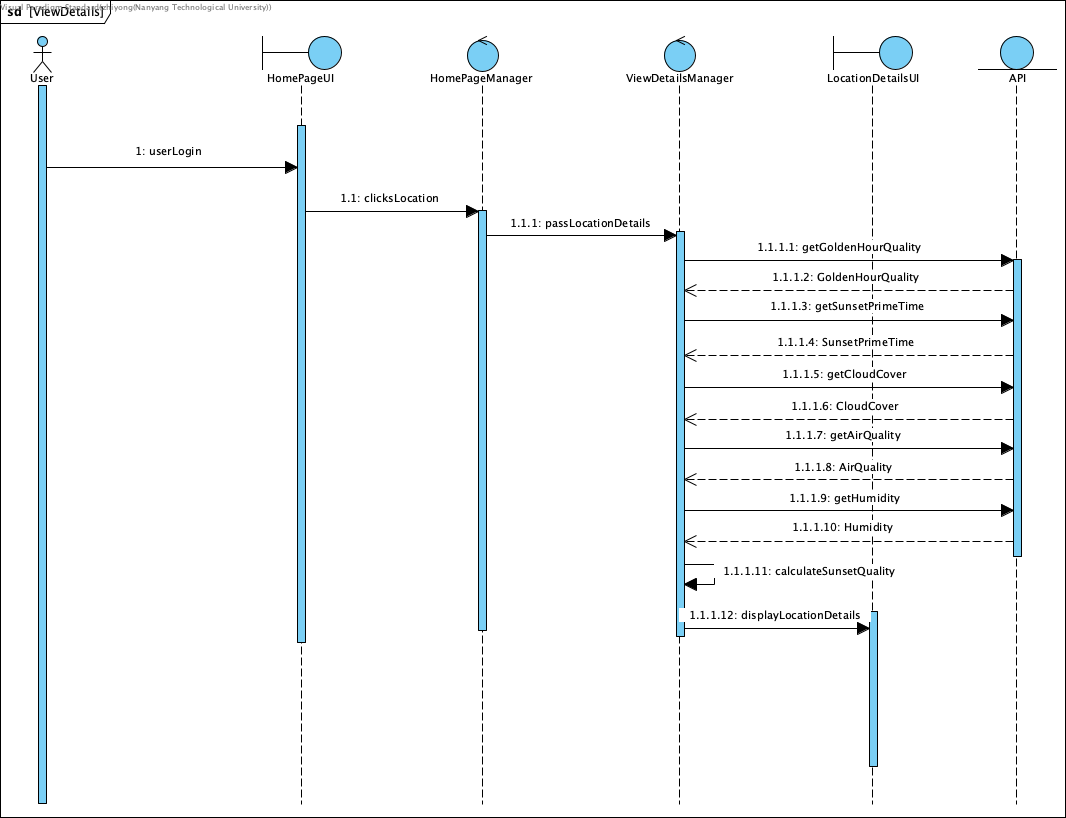 Visual Paradigm Standard(zhiyong(Nanyang Technological University))
sd [ViewDetails]
User
HomePageUI
HomePageManager
ViewDetailsManager
LocationDetailsUI
API
1: userLogin
1.1: clicksLocation
1.1.1: passLocationDetails
1.1.1.1: getGoldenHourQuality
1.1.1.2: GoldenHourQuality
1.1.1.3: getSunsetPrimeTime
1.1.1.4: SunsetPrimeTime
1.1.1.5: getCloudCover
1.1.1.6: CloudCover
1.1.1.7: getAirQuality
1.1.1.8: AirQuality
1.1.1.9: getHumidity
1.1.1.10: Humidity
1.1.1.11: calculateSunsetQuality
1.1.1.12: displayLocationDetails